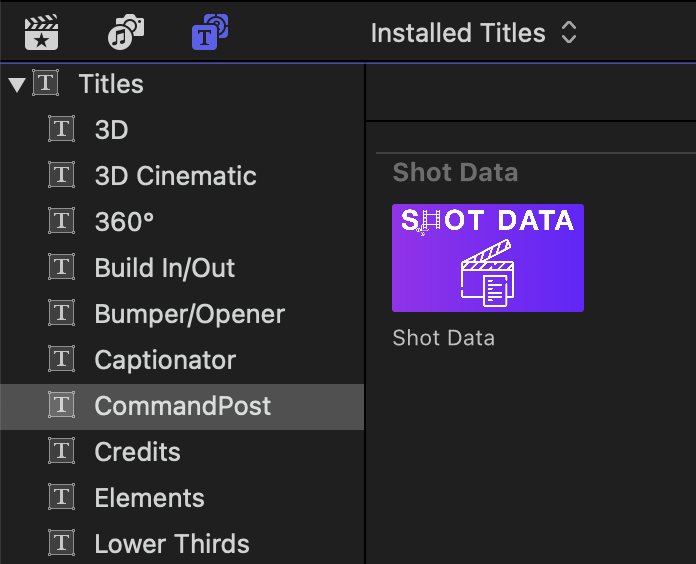 Installed Titles
Titles
3D
3D Cinematic
360°
Build In/Out
Bumper/Opener
Captionator
CommandPost
Credits
Elements
Lower Thirds
Shot Data
SHOT DATA
Shot Data